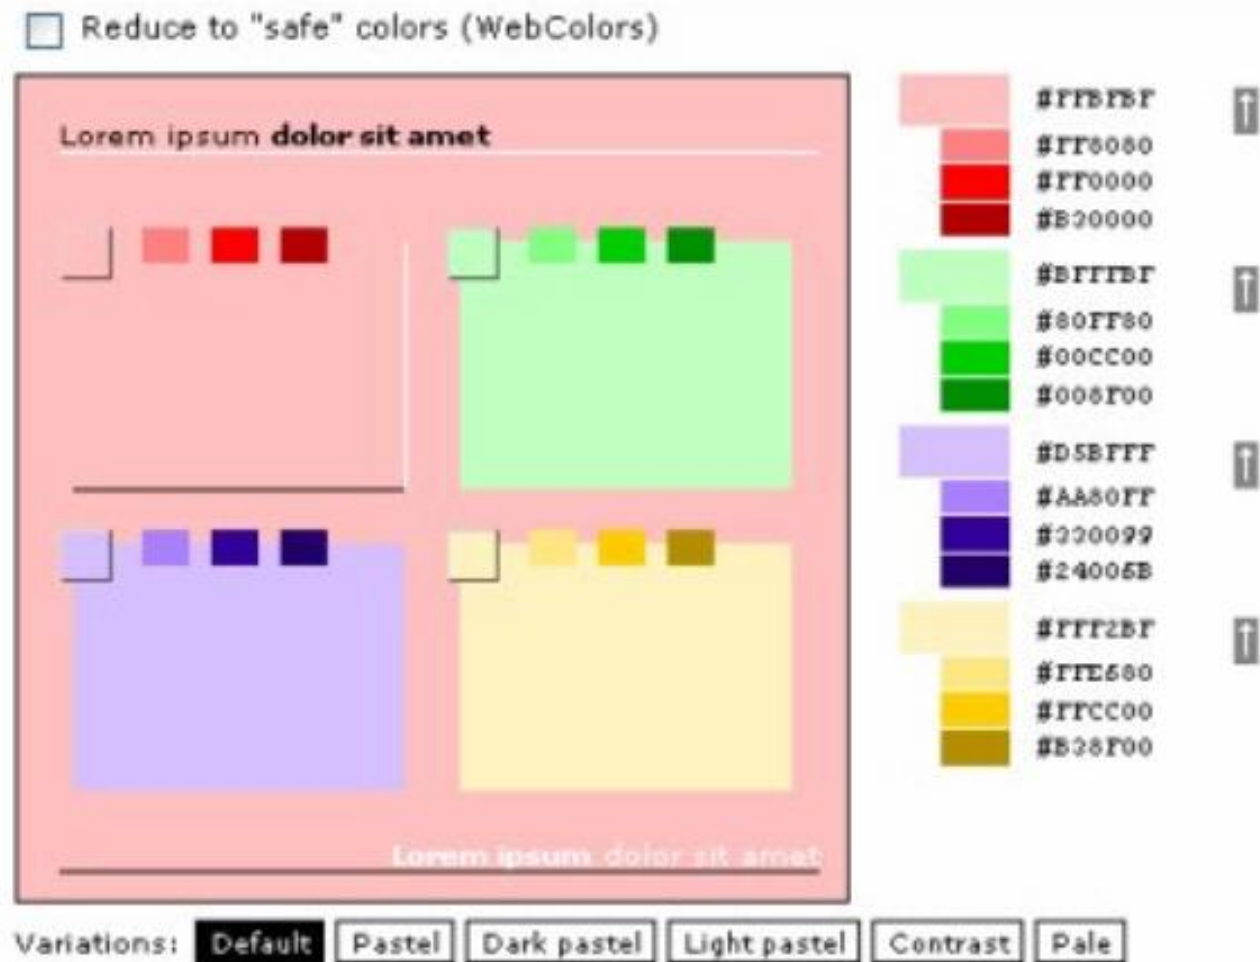 Reduce to "safe" colors (WebColors)
Lorem ipsum dolor sit amet
#FFBFBF
#FF8080
#FF0000
#B30000
#BFFFBF
#80FF80
#00CC00
#008F00
#D5BFFF
#AA80FF
#330099
#24006B
#FFF2BF
#FFE680
#FFCC00
#B38F00
Lorem ipsum dolor sit amet
Variations: Default Pastel Dark pastel Light pastel Contrast Pale